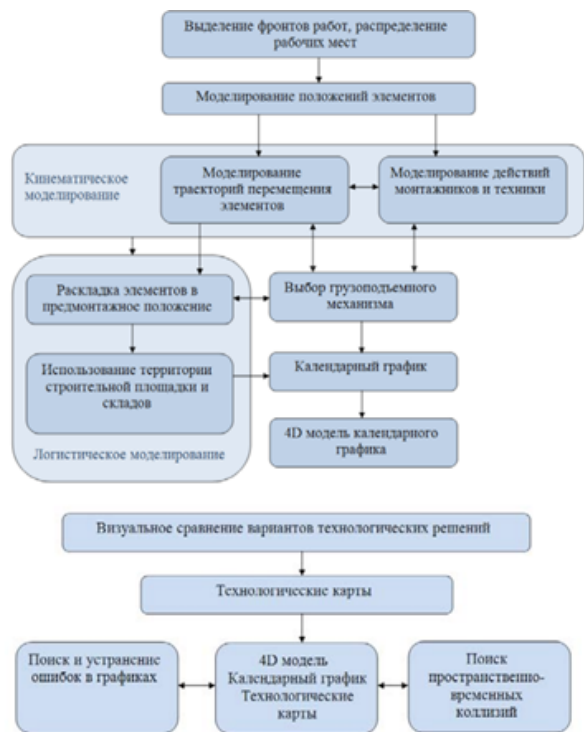 Выделение фронтов работ, распределение
рабочих мест
Моделирование положений элементов
Кинематическое
моделирование
Моделирование
траекторий перемещения
элементов
Моделирование действий
монтажников и техники
Раскладка элементов в
предмонтажное положение
Выбор грузоподъемного
механизма
Использование территории
строительной площадки и
складов
Календарный график
Логистическое моделирование
4D модель календарного
графика
Визуальное сравнение вариантов технологических решений
Технологические карты
Поиск и устранение
ошибок в графиках
4D модель
Календарный график
Технологические
карты
Поиск
пространственно-
временных
коллизий